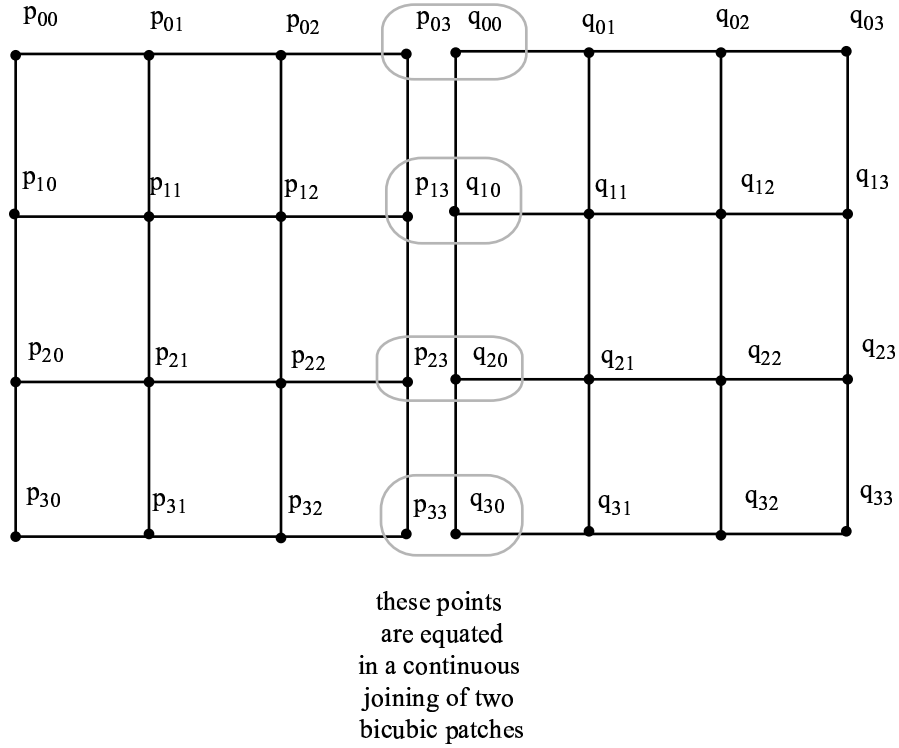 p00 p01 p02 p03 q00 q01 q02 q03
p10 p11 p12 p13 q10 q11 q12 q13
p20 p21 p22 p23 q20 q21 q22 q23
p30 p31 p32 p33 q30 q31 q32 q33
these points
are equated
in a continuous
joining of two
bicubic patches